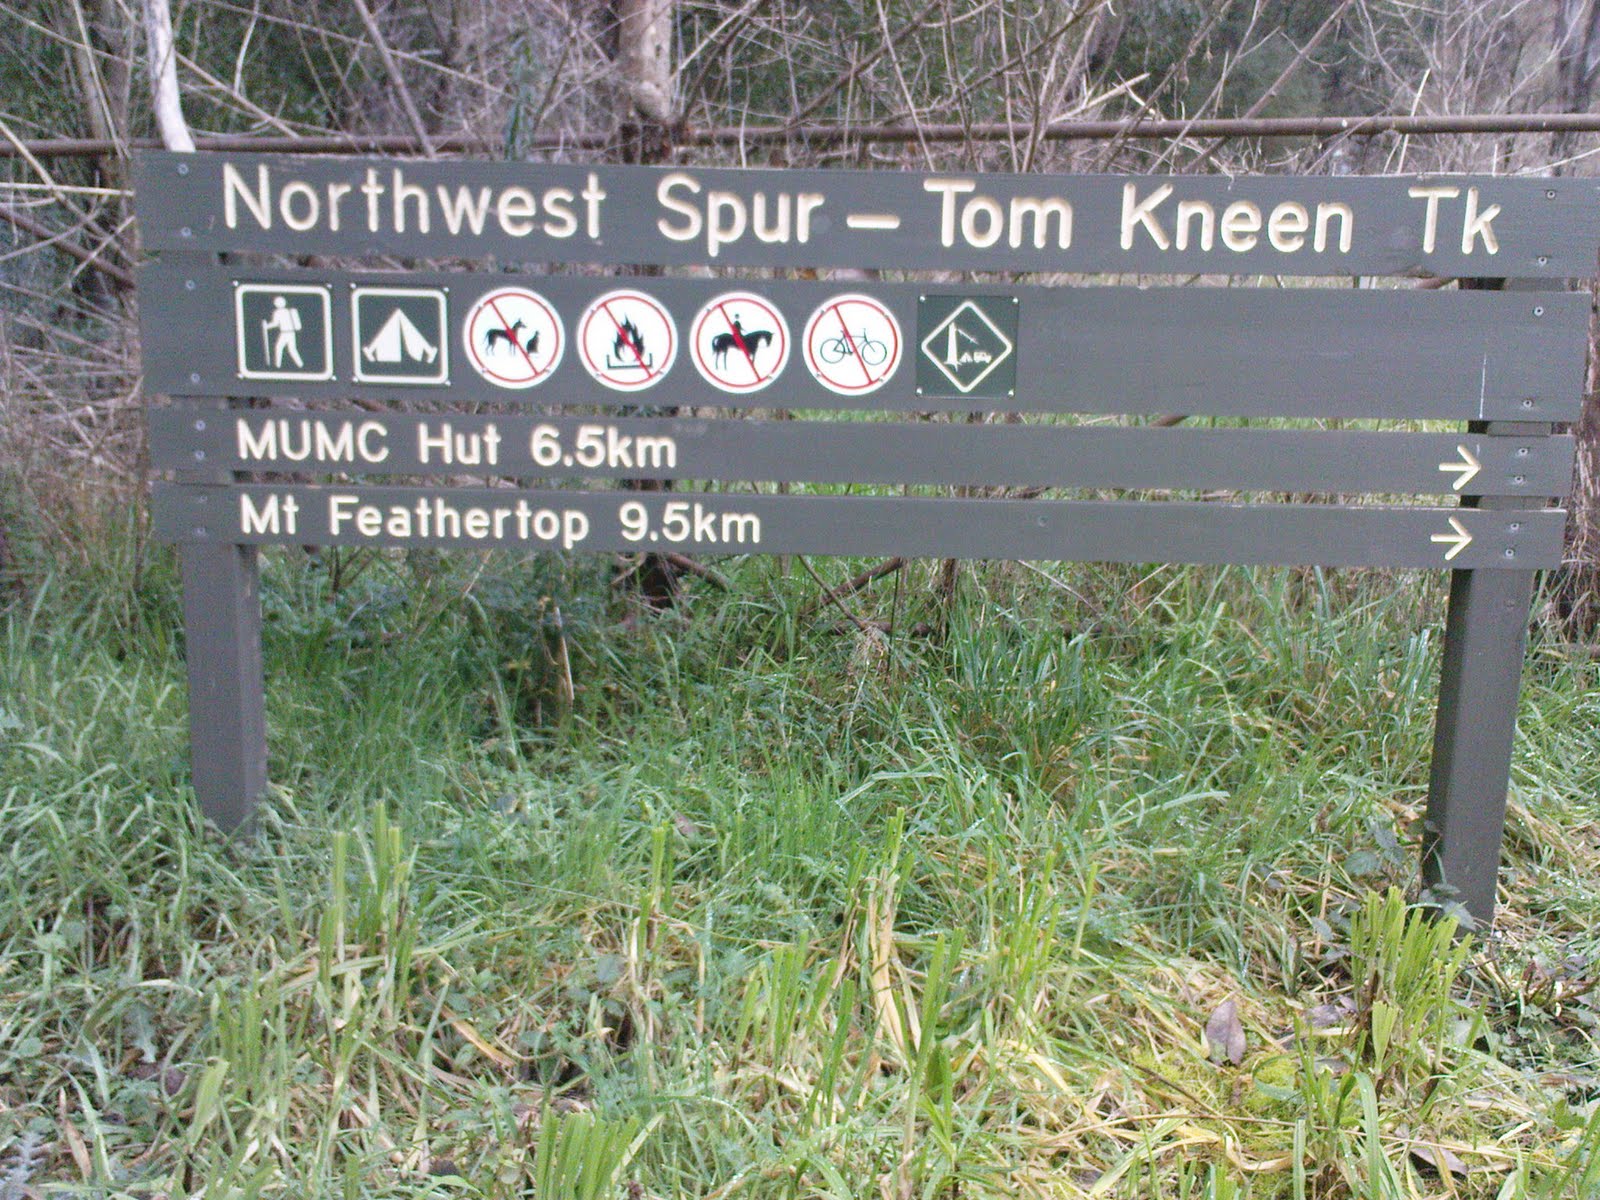 Northwest Spur – Tom Kneen Tk
MUMC Hut 6.5km →
Mt Feathertop 9.5km →